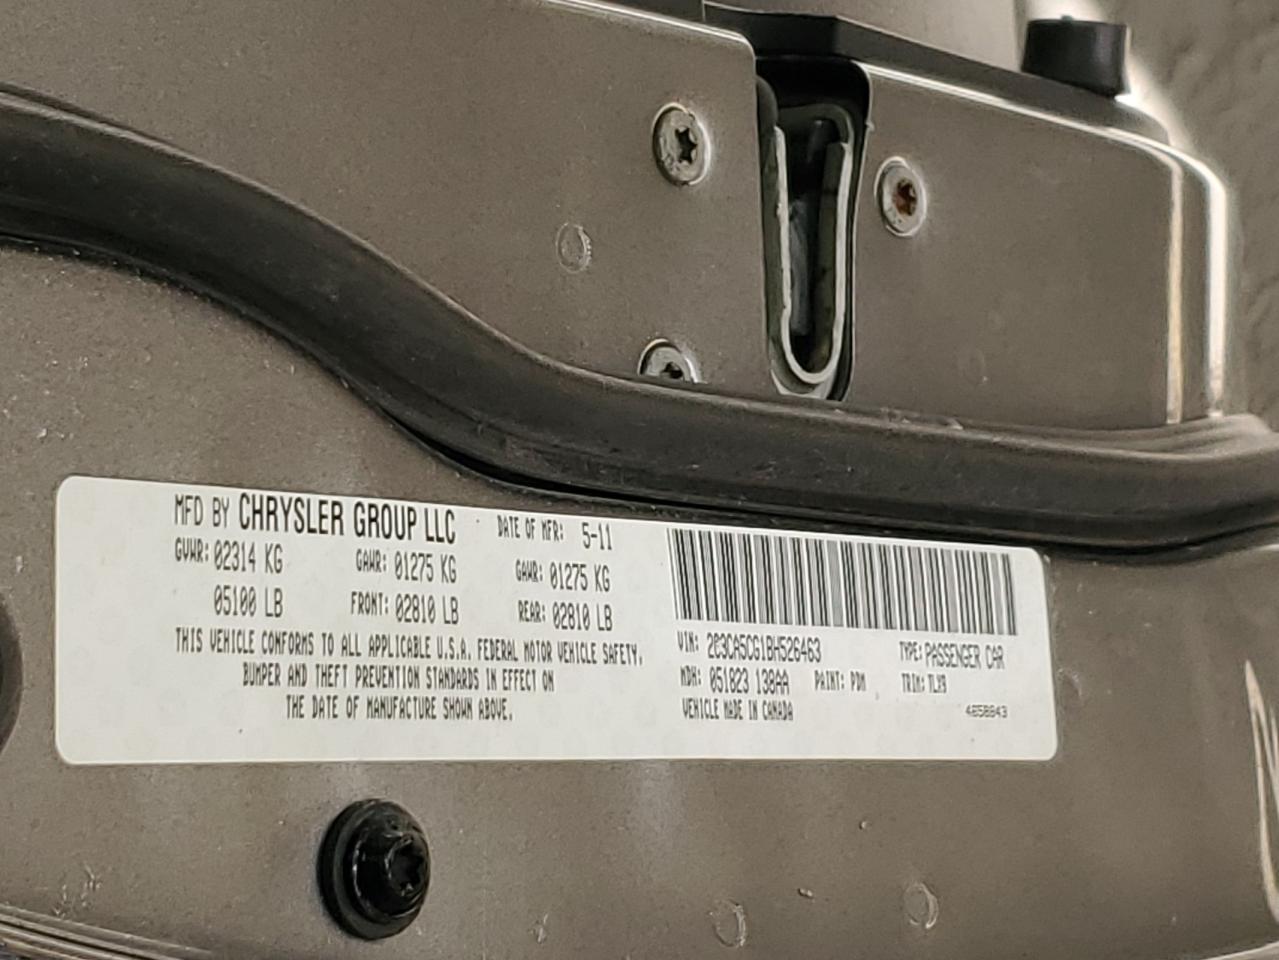 MFD BY CHRYSLER GROUP LLC DATE OF MFR: 5-11
GVWR: 02314 KG GAWR: 01275 KG GAWR: 01275 KG
05100 LB FRONT: 02810 LB REAR: 02810 LB
THIS VEHICLE CONFORMS TO ALL APPLICABLE U.S.A. FEDERAL MOTOR VEHICLE SAFETY,
BUMPER AND THEFT PREVENTION STANDARDS IN EFFECT ON
THE DATE OF MANUFACTURE SHOWN ABOVE.
VIN: 2C3CA5CG1BH526463 TYPE: PASSENGER CAR
MDH: 051823 138AA PAINT: PDM TRIM: TLX9
VEHICLE MADE IN CANADA 4658843